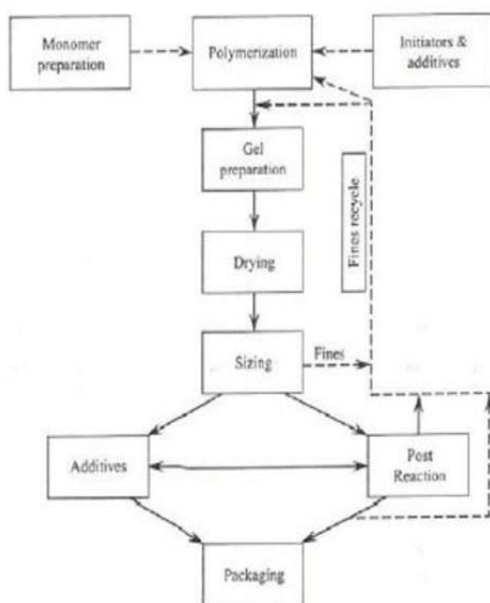 Monomer
preparation
Polymerization
Initiators &
additives
Gel
preparation
Fines recycle
Drying
Sizing
Fines
Additives
Post
Reaction
Packaging